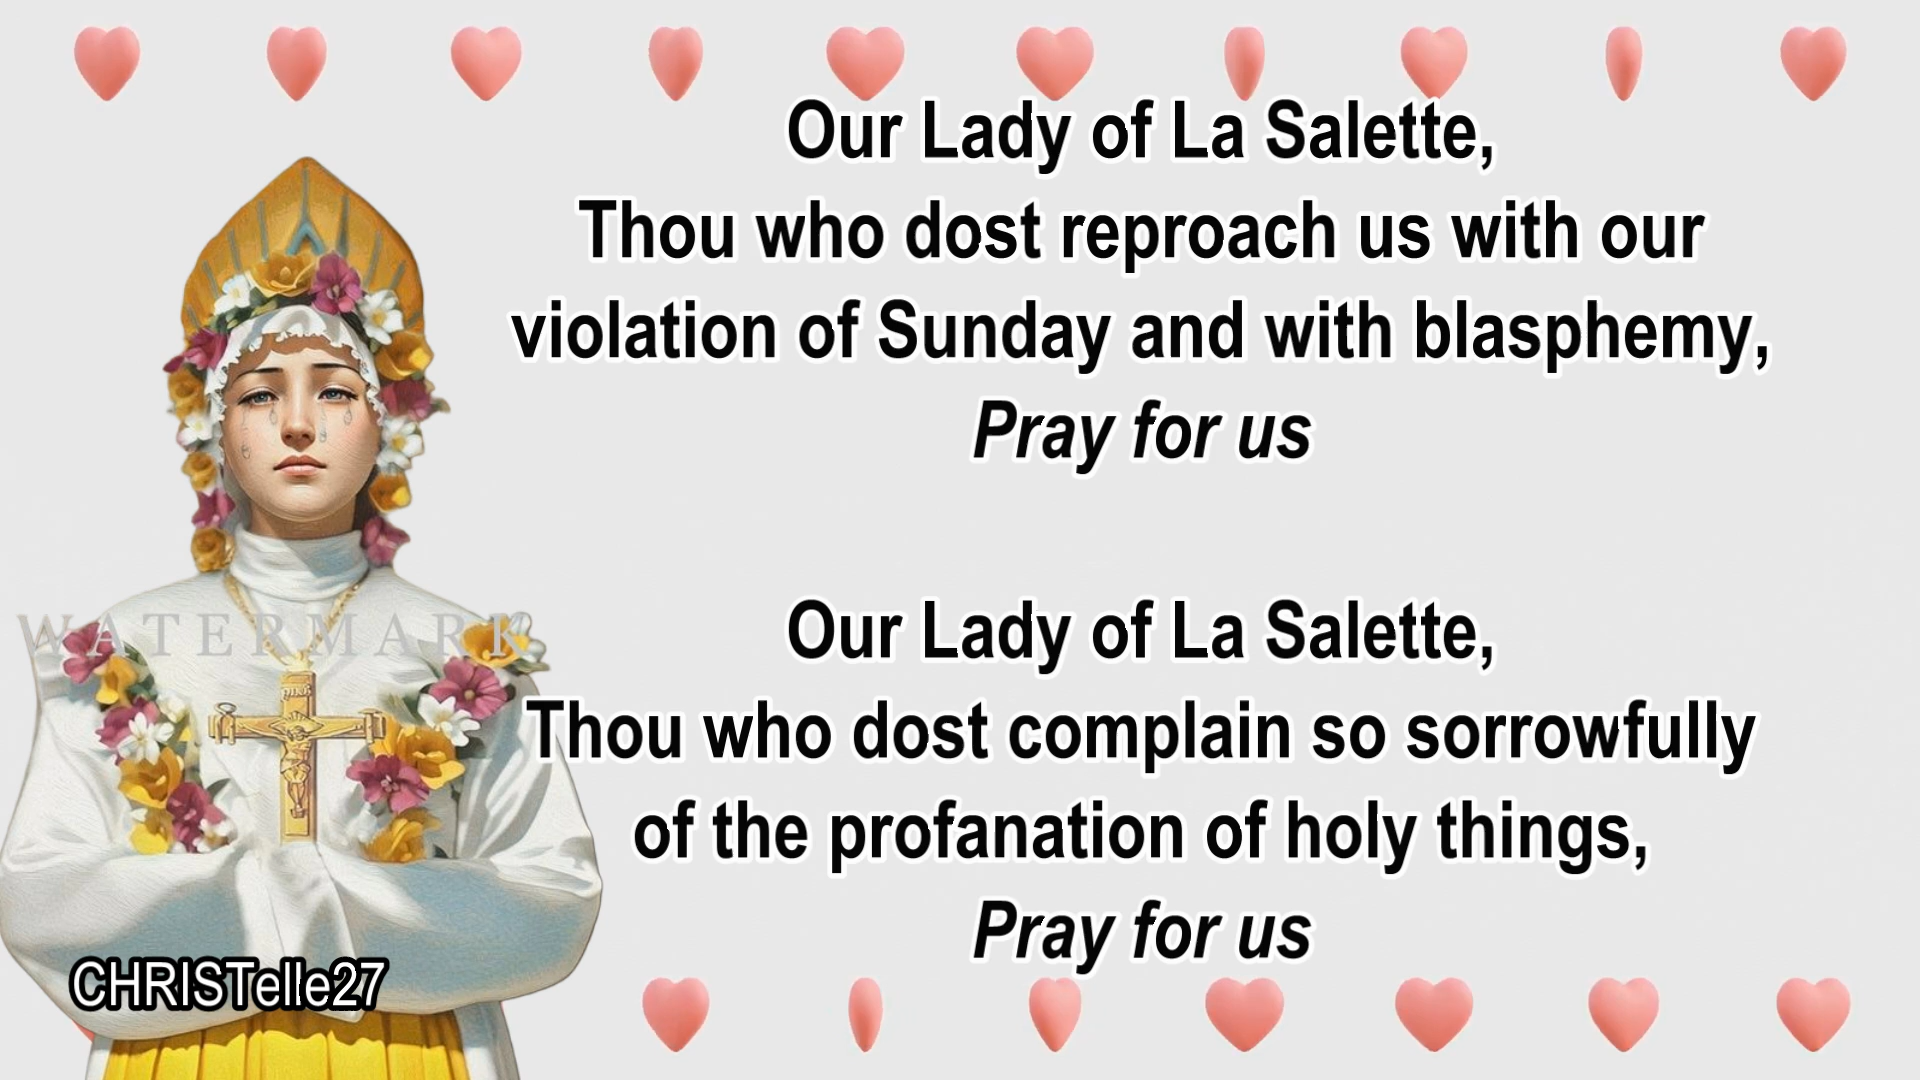 Our Lady of La Salette,
Thou who dost reproach us with our
violation of Sunday and with blasphemy,
Pray for us
Our Lady of La Salette,
Thou who dost complain so sorrowfully
of the profanation of holy things,
Pray for us
WATERMARK
CHRISTelle27